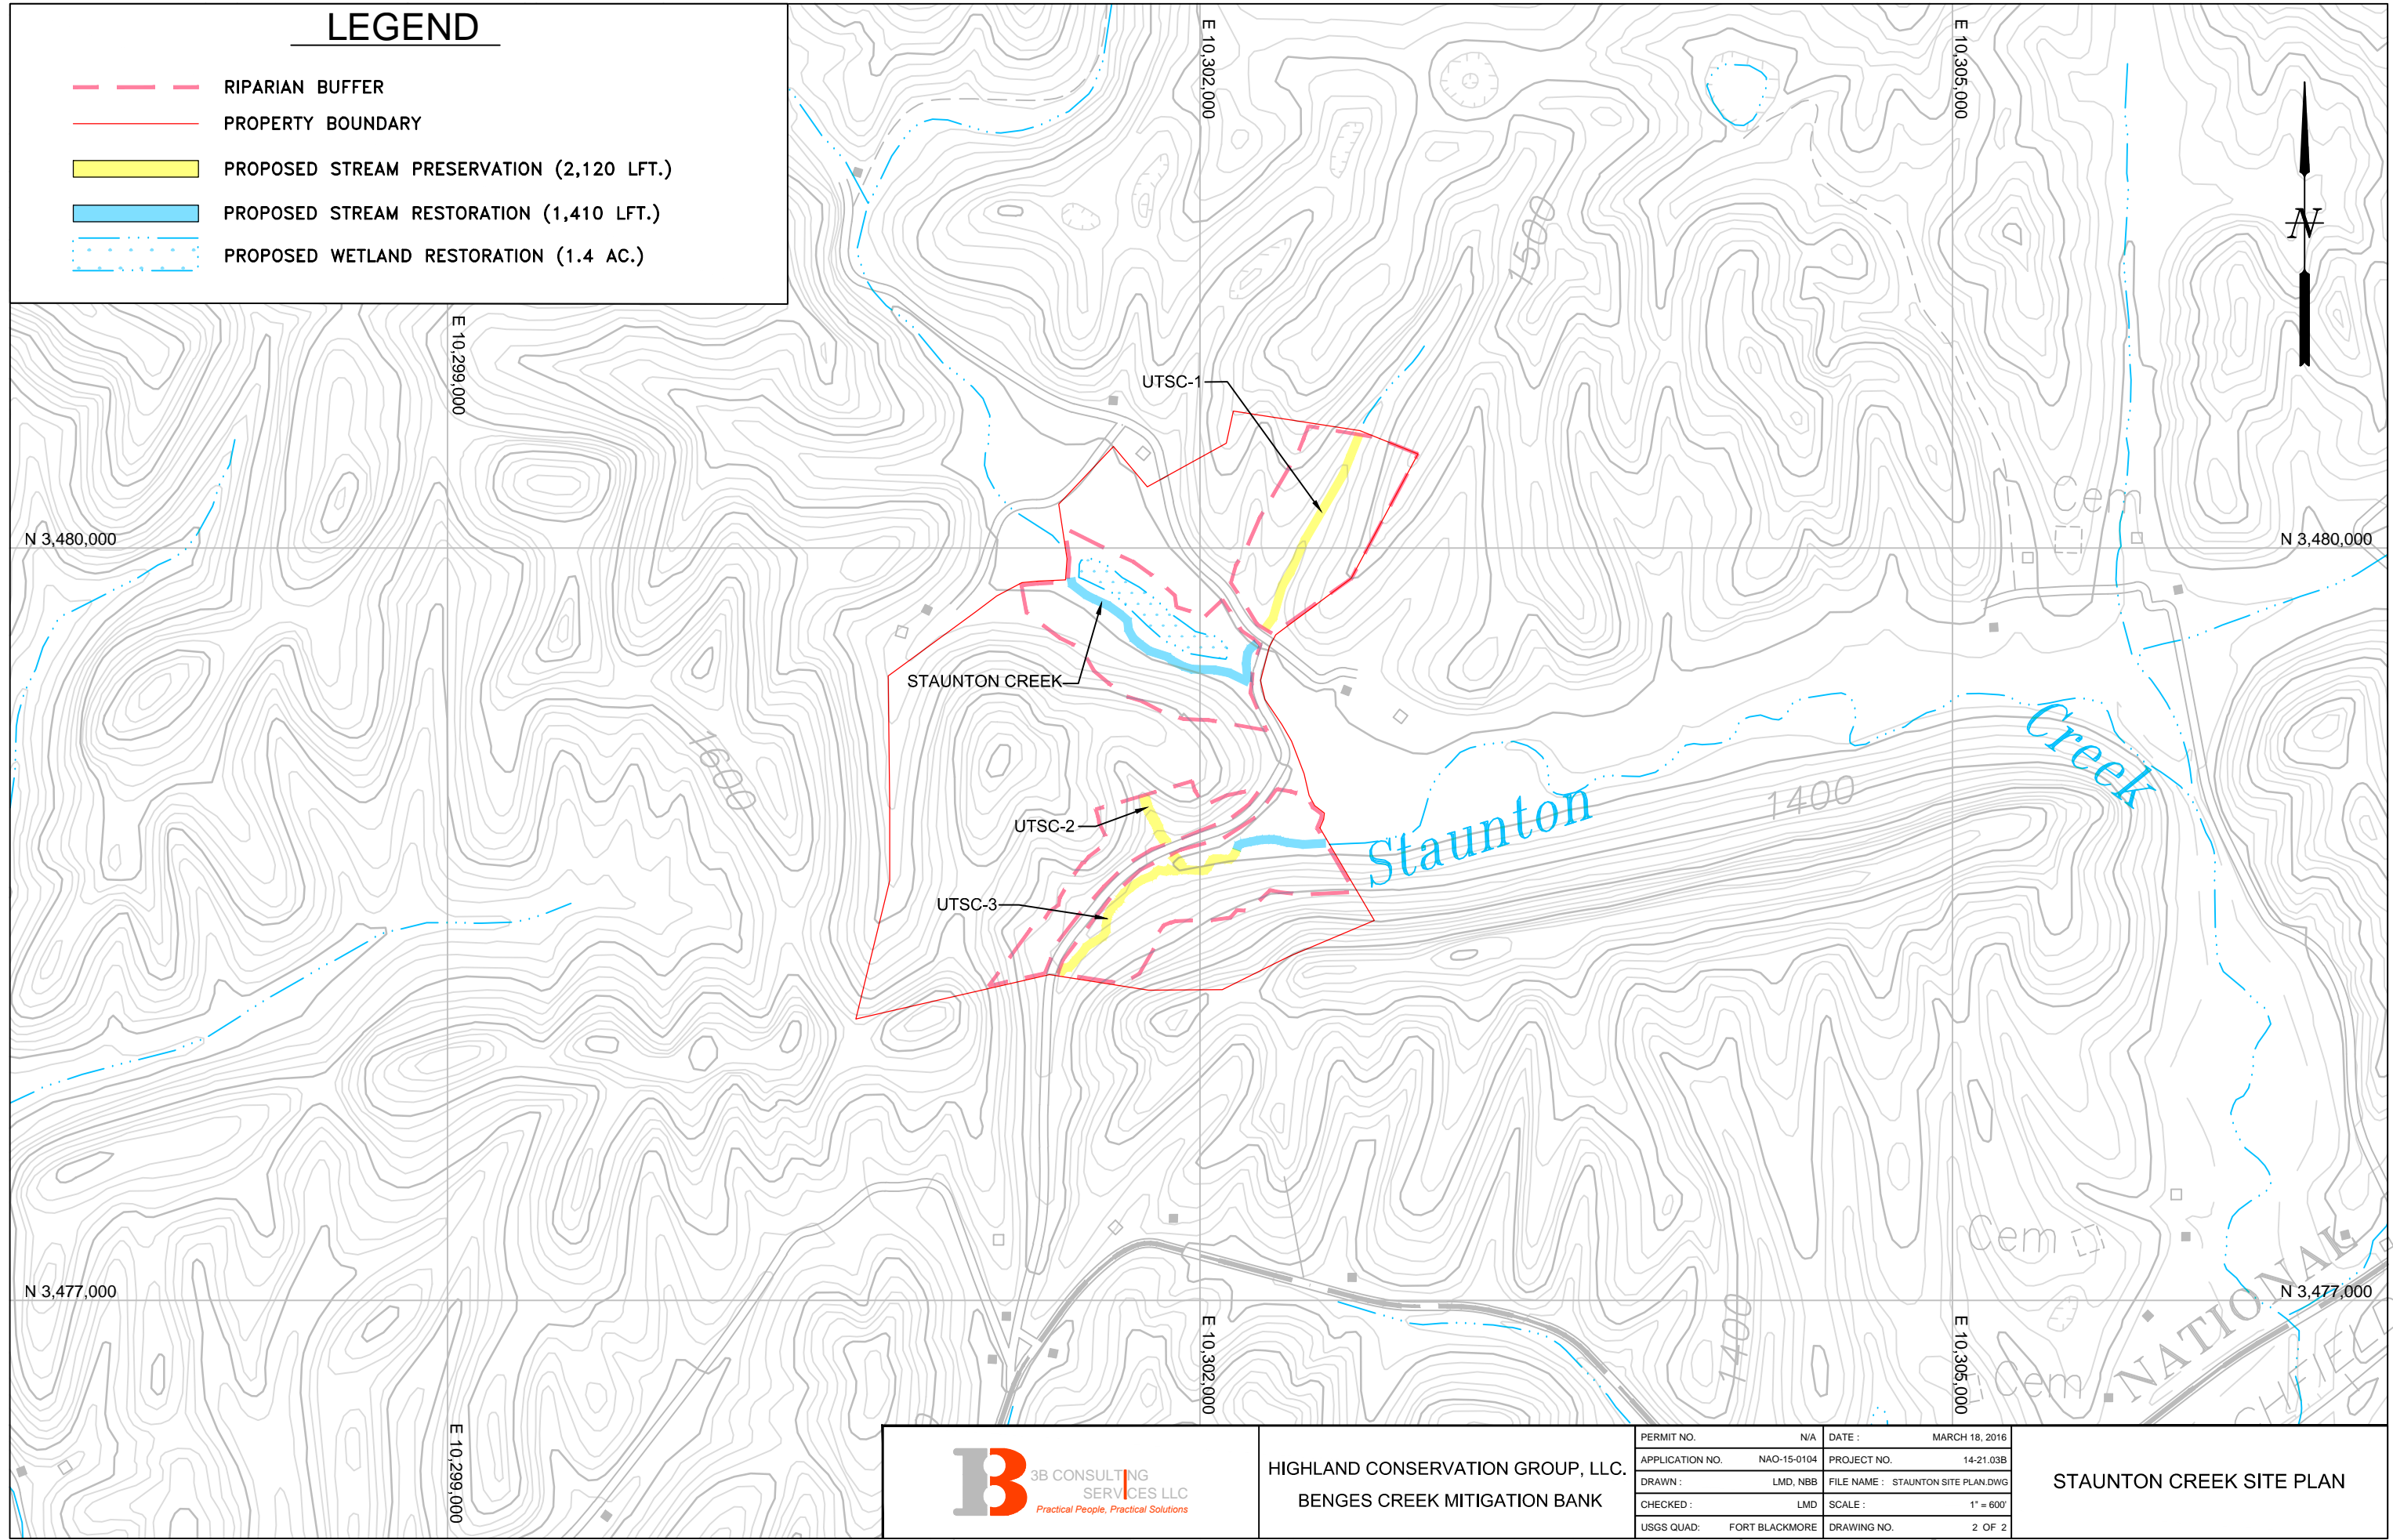 LEGEND
RIPARIAN BUFFER
PROPERTY BOUNDARY
PROPOSED STREAM PRESERVATION (2,120 LFT.)
PROPOSED STREAM RESTORATION (1,410 LFT.)
PROPOSED WETLAND RESTORATION (1.4 AC.)
E 10,302,000
E 10,305,000
N
1500
E 10,299,000
UTSC-1
Cem
N 3,480,000
N 3,480,000
STAUNTON CREEK
1600
Creek
1400
Staunton
UTSC-2
UTSC-3
Cem
NATIONAL
N 3,477,000
N 3,477,000
1400
E 10,302,000
E 10,305,000
Cem
E 10,299,000
3B CONSULTING
SERVICES LLC
Practical People, Practical Solutions
HIGHLAND CONSERVATION GROUP, LLC.
BENGES CREEK MITIGATION BANK
PERMIT NO. N/A DATE : MARCH 18, 2016
APPLICATION NO. NAO-15-0104 PROJECT NO. 14-21.03B
DRAWN : LMD, NBB FILE NAME : STAUNTON SITE PLAN.DWG
CHECKED : LMD SCALE : 1" = 600'
USGS QUAD: FORT BLACKMORE DRAWING NO. 2 OF 2
STAUNTON CREEK SITE PLAN